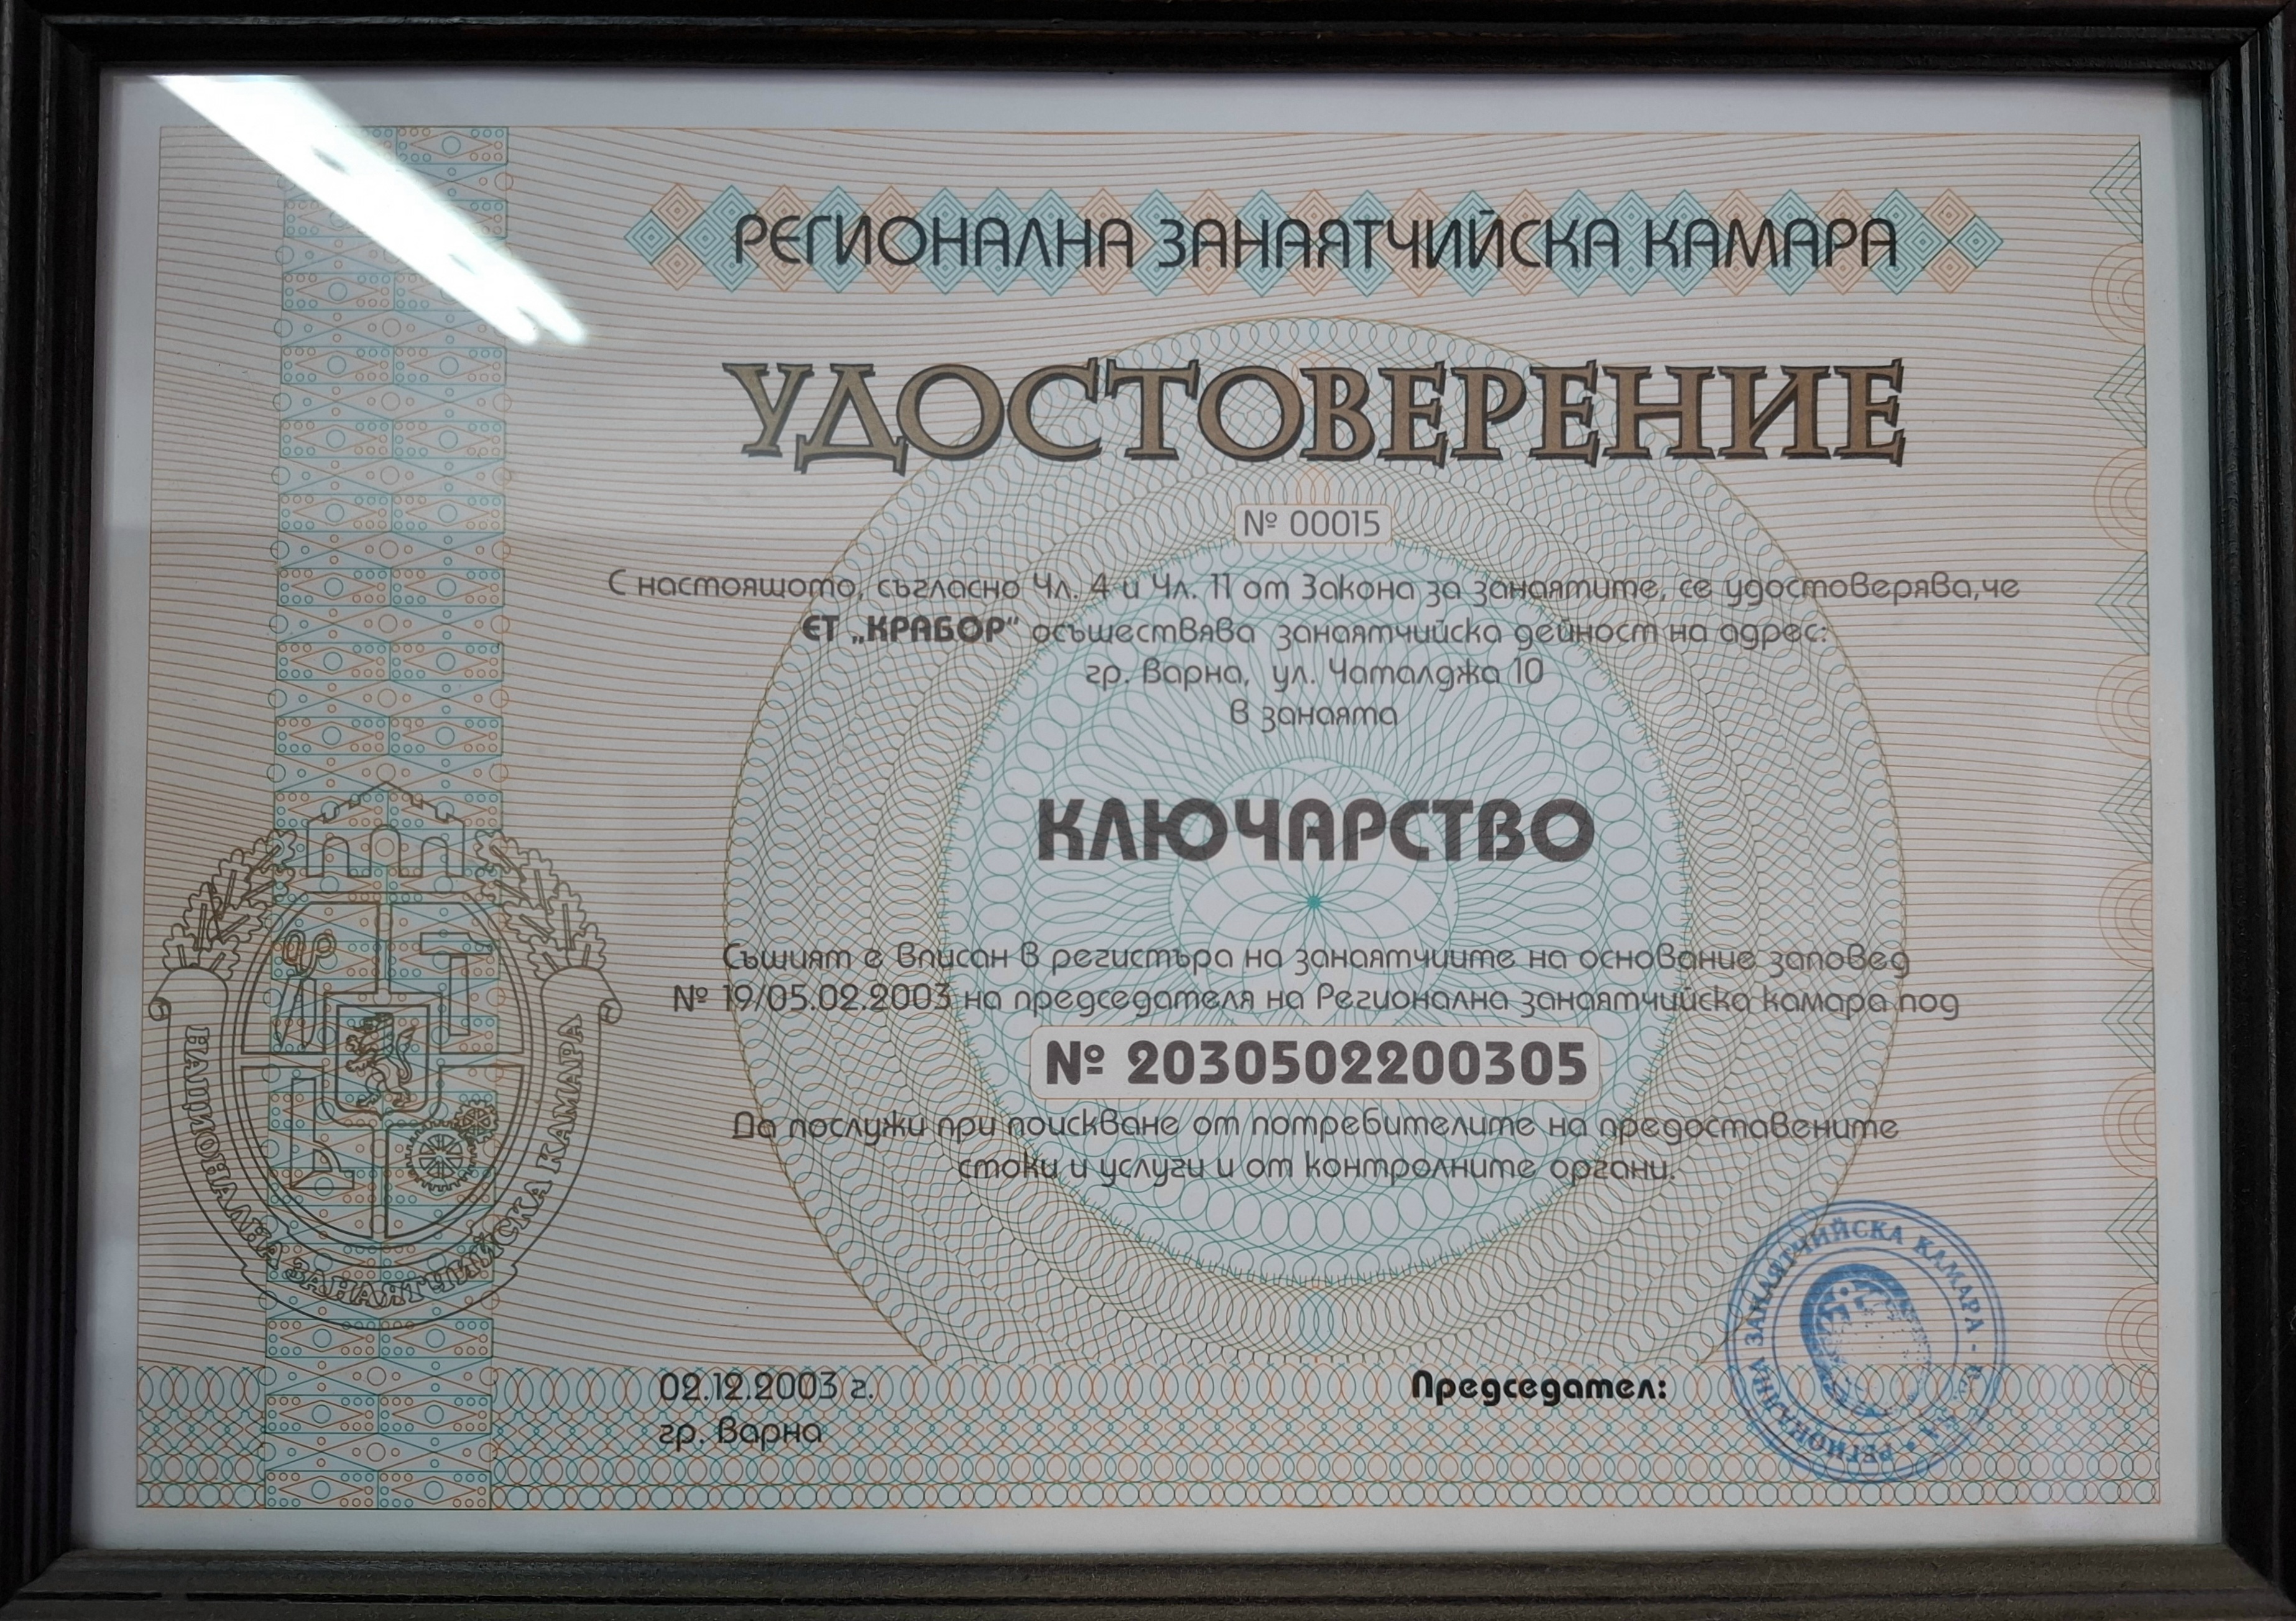 РЕГИОНАЛНА ЗАНАЯТЧИЙСКА КАМАРА
УДОСТОВЕРЕНИЕ
№ 00015
С настоящото, съгласно Чл. 4 и Чл. 11 от Закона за занаятите, се удостоверява,че
ЕТ „КРАБОР“ осъществява занаятчийска дейност на адрес:
гр. Варна, ул. Чаталджа 10
в занаята
КЛЮЧАРСТВО
Същият е вписан в регистъра на занаятчиите на основание заповед
№ 19/05.02.2003 на председателя на Регионална занаятчийска камара под
№ 2030502200305
Да послужи при поискване от потребителите на предоставените
стоки и услуги и от контролните органи.
НАЦИОНАЛНА ЗАНАЯТЧИЙСКА КАМАРА
02.12.2003 г.
гр. Варна
Председател:
РЕГИОНАЛНА ЗАНАЯТЧИЙСКА КАМАРА -